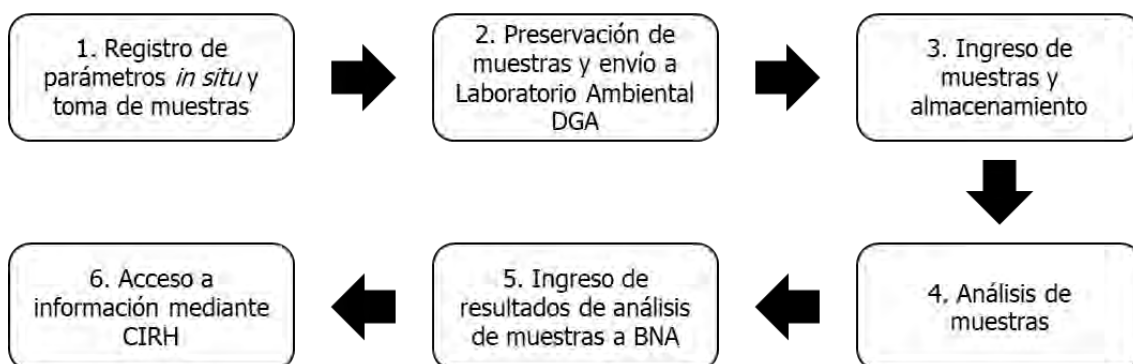 1. Registro de
parámetros in situ y
toma de muestras
2. Preservación de
muestras y envío a
Laboratorio Ambiental
DGA
3. Ingreso de
muestras y
almacenamiento
4. Análisis de
muestras
5. Ingreso de
resultados de análisis
de muestras a BNA
6. Acceso a
información mediante
CIRH